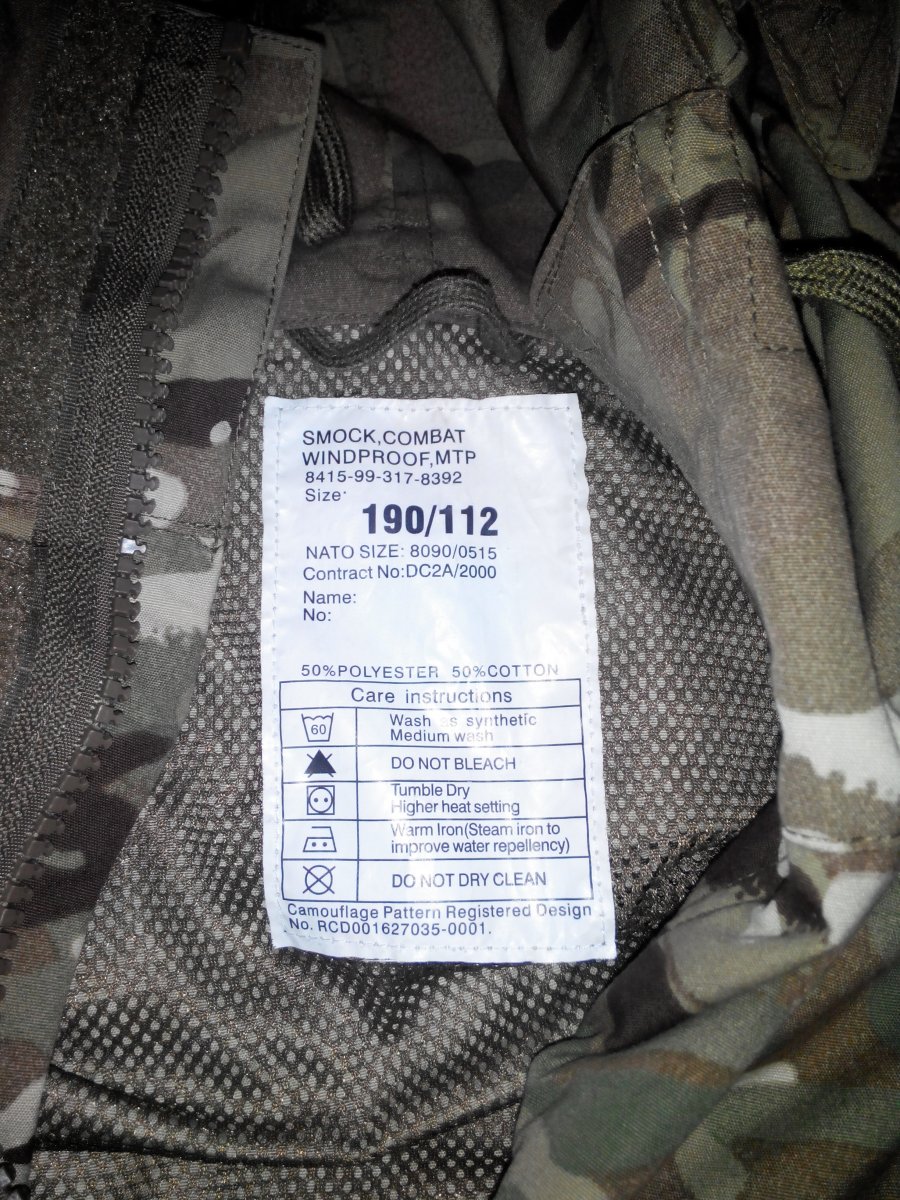 SMOCK,COMBAT
WINDPROOF,MTP
8415-99-317-8392
Size:
190/112
NATO SIZE: 8090/0515
Contract No:DC2A/2000
Name:
No:
50%POLYESTER 50%COTTON
Care instructions
60
Wash as synthetic
Medium wash
DO NOT BLEACH
Tumble Dry
Higher heat setting
Warm Iron(Steam iron to
improve water repellency)
DO NOT DRY CLEAN
Camouflage Pattern Registered Design
No. RCD001627035-0001.